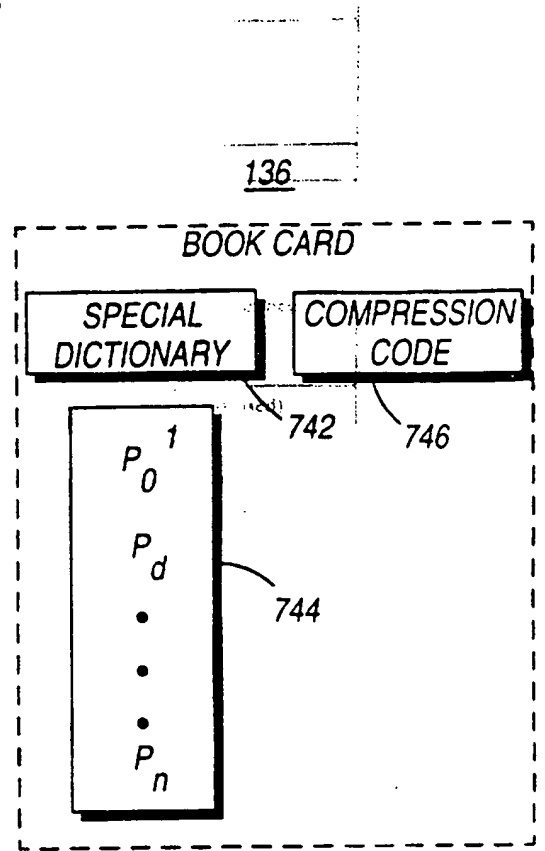 136
BOOK CARD
SPECIAL
DICTIONARY
COMPRESSION
CODE
742
746
P0 1
Pd
744
Pn